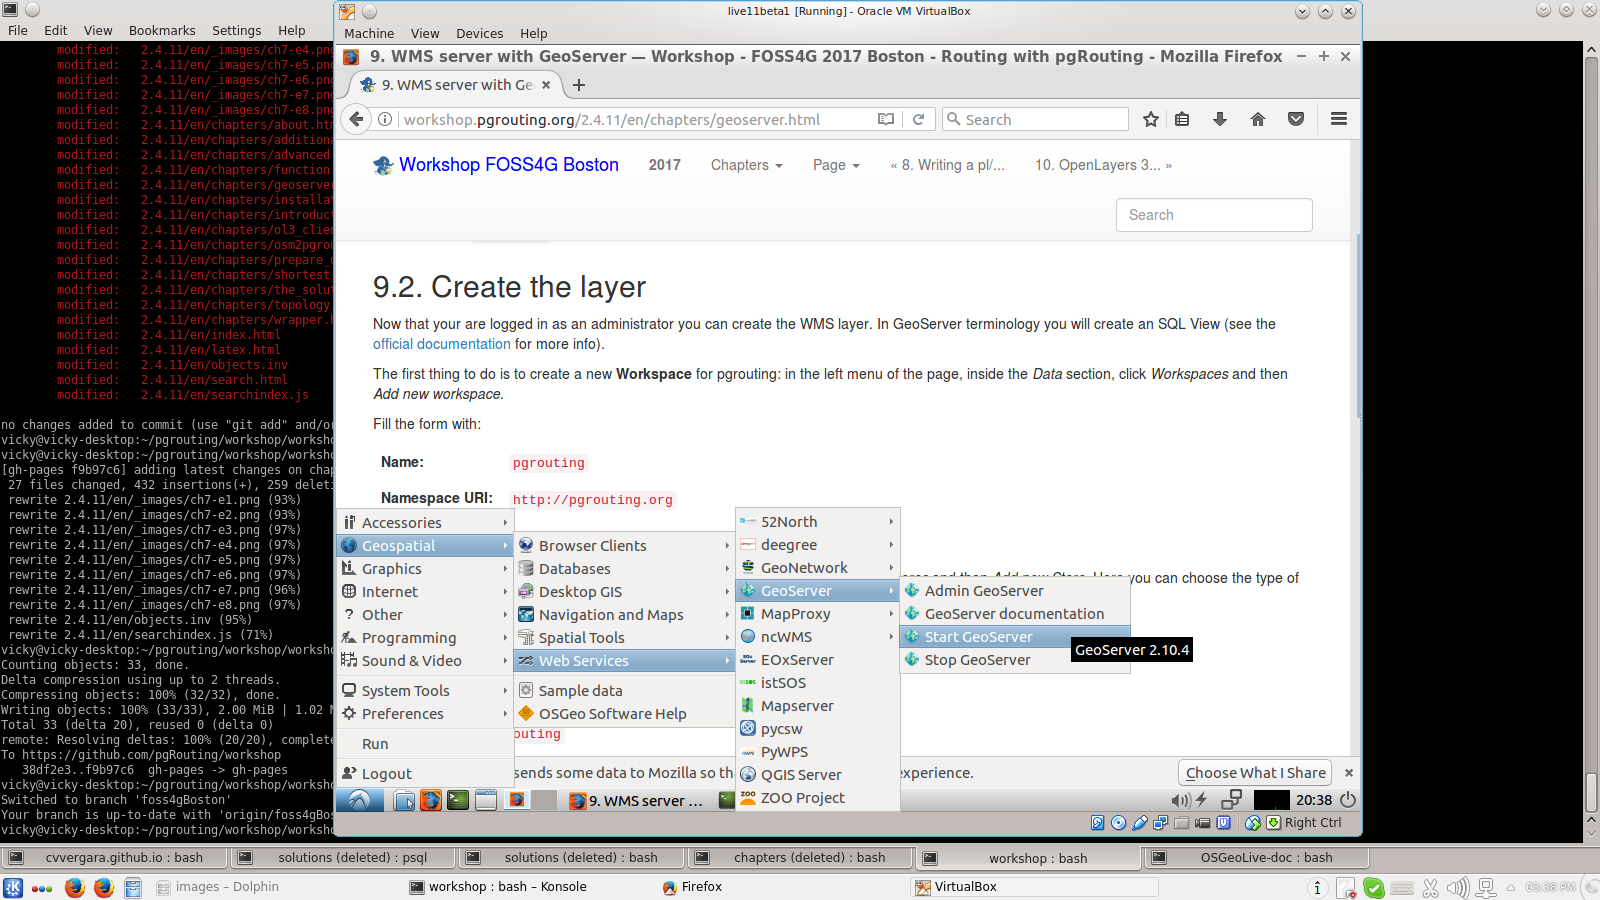 live11beta1 [Running] - Oracle VM VirtualBox
File Edit View Bookmarks Settings Help
Machine View Devices Help
9. WMS server with GeoServer — Workshop - FOSS4G 2017 Boston - Routing with pgRouting - Mozilla Firefox
9. WMS server with Ge
workshop.pgrouting.org/2.4.11/en/chapters/geoserver.html
Search
Workshop FOSS4G Boston 2017 Chapters Page « 8. Writing a pl/... 10. OpenLayers 3... »
Search
9.2. Create the layer
Now that your are logged in as an administrator you can create the WMS layer. In GeoServer terminology you will create an SQL View (see the
official documentation for more info).
The first thing to do is to create a new Workspace for pgrouting: in the left menu of the page, inside the Data section, click Workspaces and then
Add new workspace.
Fill the form with:
Name: pgrouting
Namespace URI: http://pgrouting.org
and then Add new Store. Here you can choose the type of
outing
sends some data to Mozilla so th
experience.
Choose What I Share
modified: 2.4.11/en/_images/ch7-e4.png
modified: 2.4.11/en/_images/ch7-e5.png
modified: 2.4.11/en/_images/ch7-e6.png
modified: 2.4.11/en/_images/ch7-e7.png
modified: 2.4.11/en/_images/ch7-e8.png
modified: 2.4.11/en/chapters/about.htm
modified: 2.4.11/en/chapters/additiona
modified: 2.4.11/en/chapters/advanced
modified: 2.4.11/en/chapters/function
modified: 2.4.11/en/chapters/geoserver
modified: 2.4.11/en/chapters/installat
modified: 2.4.11/en/chapters/introduct
modified: 2.4.11/en/chapters/ol3_clien
modified: 2.4.11/en/chapters/osm2pgrou
modified: 2.4.11/en/chapters/prepare_d
modified: 2.4.11/en/chapters/shortest_
modified: 2.4.11/en/chapters/the_solut
modified: 2.4.11/en/chapters/topology
modified: 2.4.11/en/chapters/wrapper.h
modified: 2.4.11/en/index.html
modified: 2.4.11/en/latex.html
modified: 2.4.11/en/objects.inv
modified: 2.4.11/en/search.html
modified: 2.4.11/en/searchindex.js
no changes added to commit (use "git add" and/or
vicky@vicky-desktop:~/pgrouting/workshop/worksho
vicky@vicky-desktop:~/pgrouting/workshop/worksho
[gh-pages f9b97c6] adding latest changes on chap
27 files changed, 432 insertions(+), 259 deleti
rewrite 2.4.11/en/_images/ch7-e1.png (93%)
rewrite 2.4.11/en/_images/ch7-e2.png (93%)
rewrite 2.4.11/en/_images/ch7-e3.png (97%)
rewrite 2.4.11/en/_images/ch7-e4.png (97%)
rewrite 2.4.11/en/_images/ch7-e5.png (97%)
rewrite 2.4.11/en/_images/ch7-e6.png (97%)
rewrite 2.4.11/en/_images/ch7-e7.png (96%)
rewrite 2.4.11/en/_images/ch7-e8.png (97%)
rewrite 2.4.11/en/objects.inv (95%)
rewrite 2.4.11/en/searchindex.js (71%)
vicky@vicky-desktop:~/pgrouting/workshop/worksho
Counting objects: 33, done.
Delta compression using up to 2 threads.
Compressing objects: 100% (32/32), done.
Writing objects: 100% (33/33), 2.00 MiB | 1.02 M
Total 33 (delta 20), reused 0 (delta 0)
remote: Resolving deltas: 100% (20/20), complete
To https://github.com/pgRouting/workshop
38df2e3..f9b97c6 gh-pages -> gh-pages
vicky@vicky-desktop:~/pgrouting/workshop/worksho
Switched to branch 'foss4gBoston'
Your branch is up-to-date with 'origin/foss4gBos
vicky@vicky-desktop:~/pgrouting/workshop/worksho
Accessories
Geospatial
Graphics
Internet
Other
Programming
Sound & Video
System Tools
Preferences
Run
Logout
Browser Clients
Databases
Desktop GIS
Navigation and Maps
Spatial Tools
Web Services
Sample data
OSGeo Software Help
52North
deegree
GeoNetwork
GeoServer
MapProxy
ncWMS
EOxServer
istSOS
Mapserver
pycsw
PyWPS
QGIS Server
ZOO Project
Admin GeoServer
GeoServer documentation
Start GeoServer
Stop GeoServer
GeoServer 2.10.4
9. WMS server ...
20:38
Right Ctrl
cvvergara.github.io : bash
solutions (deleted) : psql
solutions (deleted) : bash
chapters (deleted) : bash
workshop : bash
OSGeoLive-doc : bash
images – Dolphin
workshop : bash – Konsole
Firefox
VirtualBox
03:38 PM